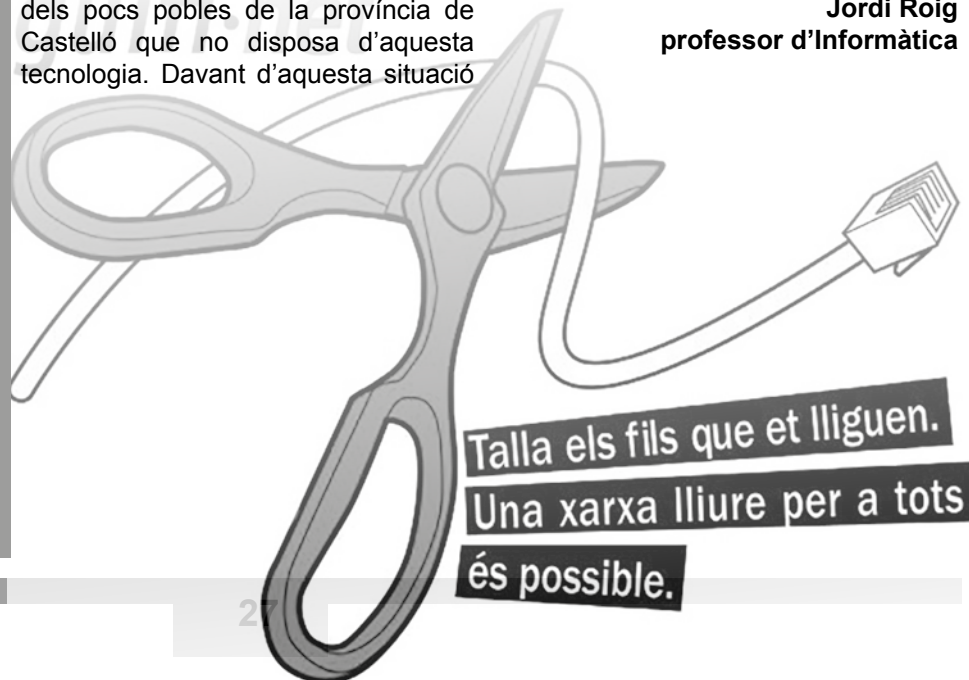 dels pocs pobles de la província de
Castelló que no disposa d'aquesta
tecnologia. Davant d'aquesta situació
Jordi Roig
professor d'Informàtica
Talla els fils que et lliguen.
Una xarxa lliure per a tots
és possible.
27